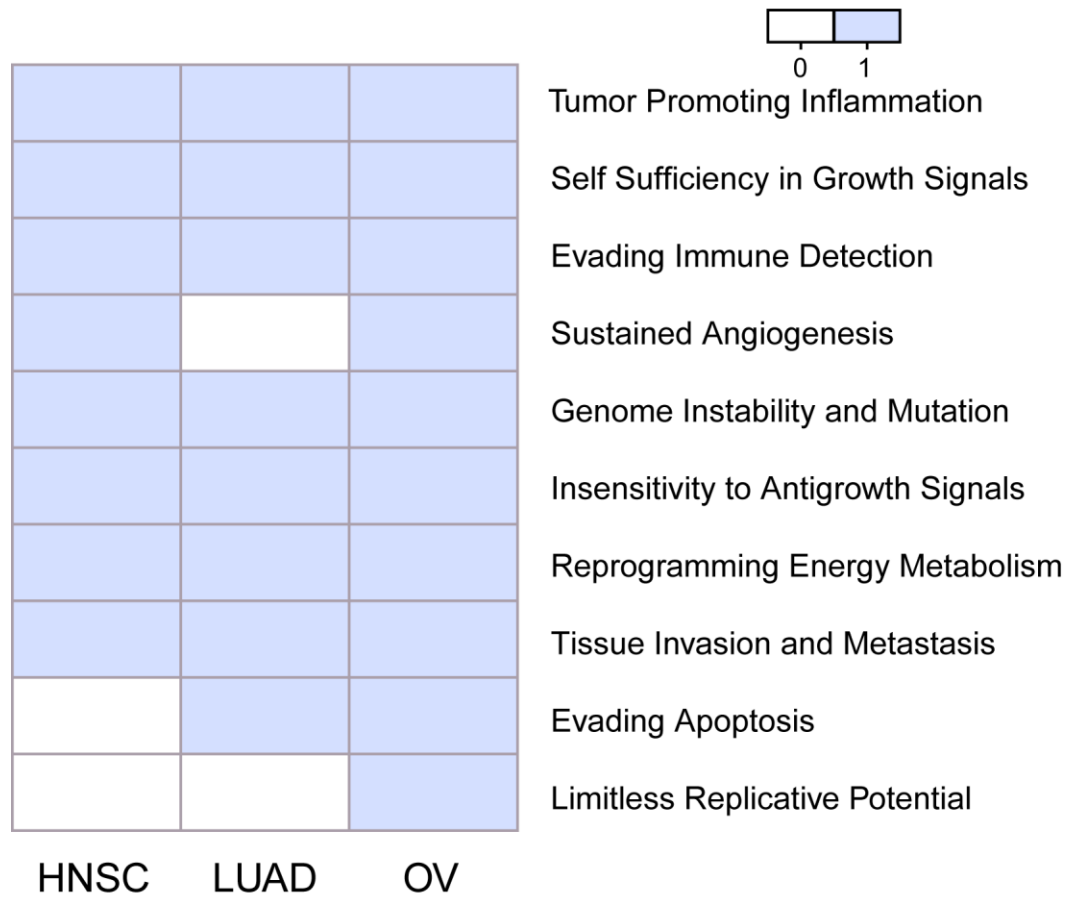 0 1
Tumor Promoting Inflammation
Self Sufficiency in Growth Signals
Evading Immune Detection
Sustained Angiogenesis
Genome Instability and Mutation
Insensitivity to Antigrowth Signals
Reprogramming Energy Metabolism
Tissue Invasion and Metastasis
Evading Apoptosis
Limitless Replicative Potential
HNSC LUAD OV